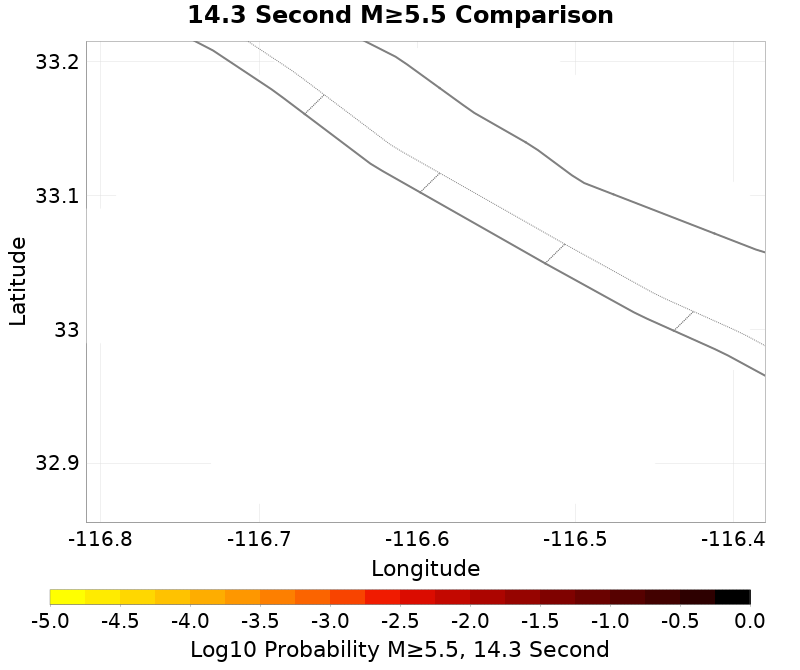 14.3 Second M≥5.5 Comparison
33.2
33.1
33
32.9
Latitude
-116.8 -116.7 -116.6 -116.5 -116.4
Longitude
-5.0 -4.5 -4.0 -3.5 -3.0 -2.5 -2.0 -1.5 -1.0 -0.5 0.0
Log10 Probability M≥5.5, 14.3 Second